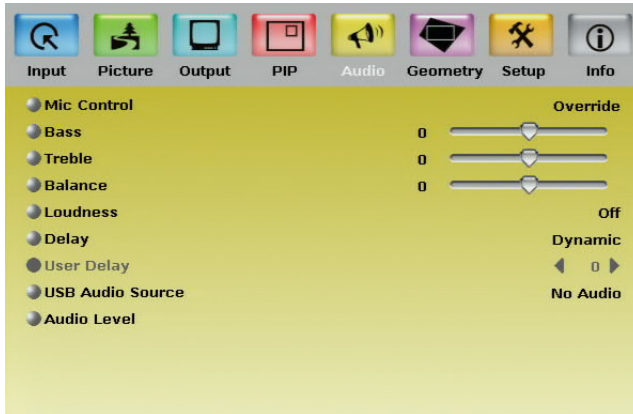 Input Picture Output PIP Audio Geometry Setup Info
Mic Control Override
Bass 0
Treble 0
Balance 0
Loudness Off
Delay Dynamic
User Delay 0
USB Audio Source No Audio
Audio Level